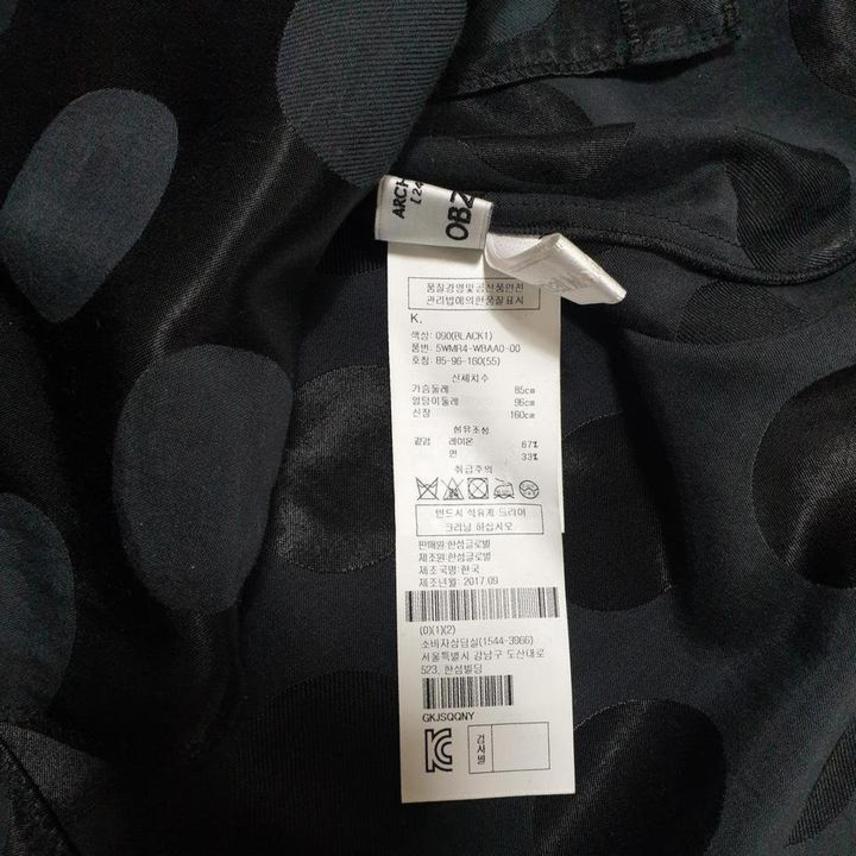 ARCH
OBZ
품질경영및공산품안전
관리법에의한품질표시
K.
색상: 090(BLACK1)
품번: 5WMR4-WBAA0-00
호칭: 85-96-160(55)
신체치수
가슴둘레 85cm
엉덩이둘레 96cm
신장 160cm
섬유조성
겉감 레이온 67%
면 33%
취급주의
반드시 석유계 드라이
크리닝 하십시오
판매원:한섬글로벌
제조원:한섬글로벌
제조국명:한국
제조년월:2017.09
(0)(1)(2)
소비자상담실(1544-3966)
서울특별시 강남구 도산대로
523, 한섬빌딩
GKJSQQNY
검사필